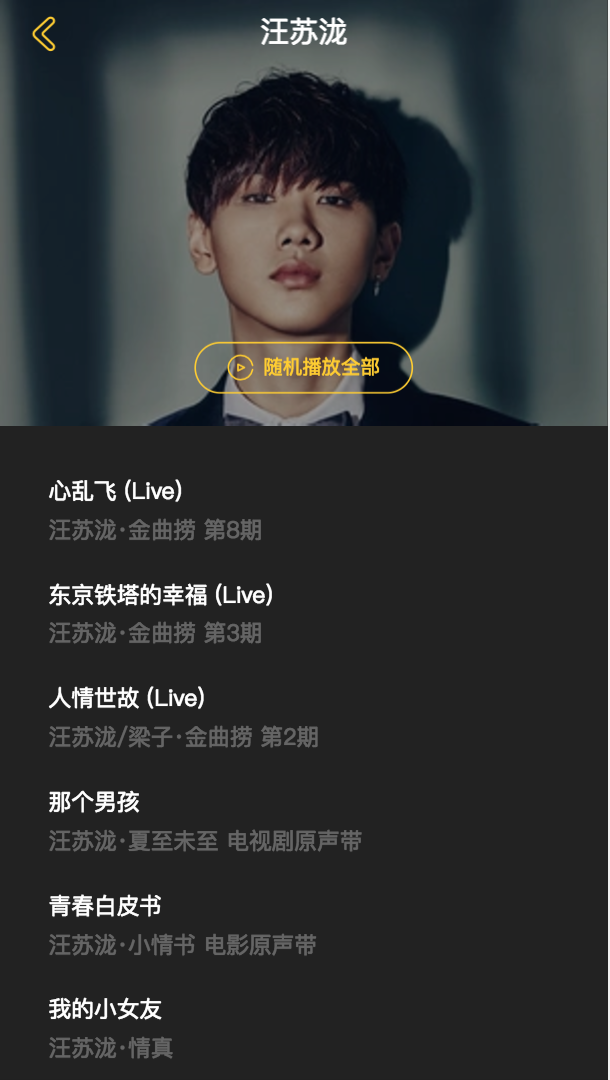 汪苏泷
随机播放全部
心乱飞 (Live)
汪苏泷·金曲捞 第8期
东京铁塔的幸福 (Live)
汪苏泷·金曲捞 第3期
人情世故 (Live)
汪苏泷/梁子·金曲捞 第2期
那个男孩
汪苏泷·夏至未至 电视剧原声带
青春白皮书
汪苏泷·小情书 电影原声带
我的小女友
汪苏泷·情真